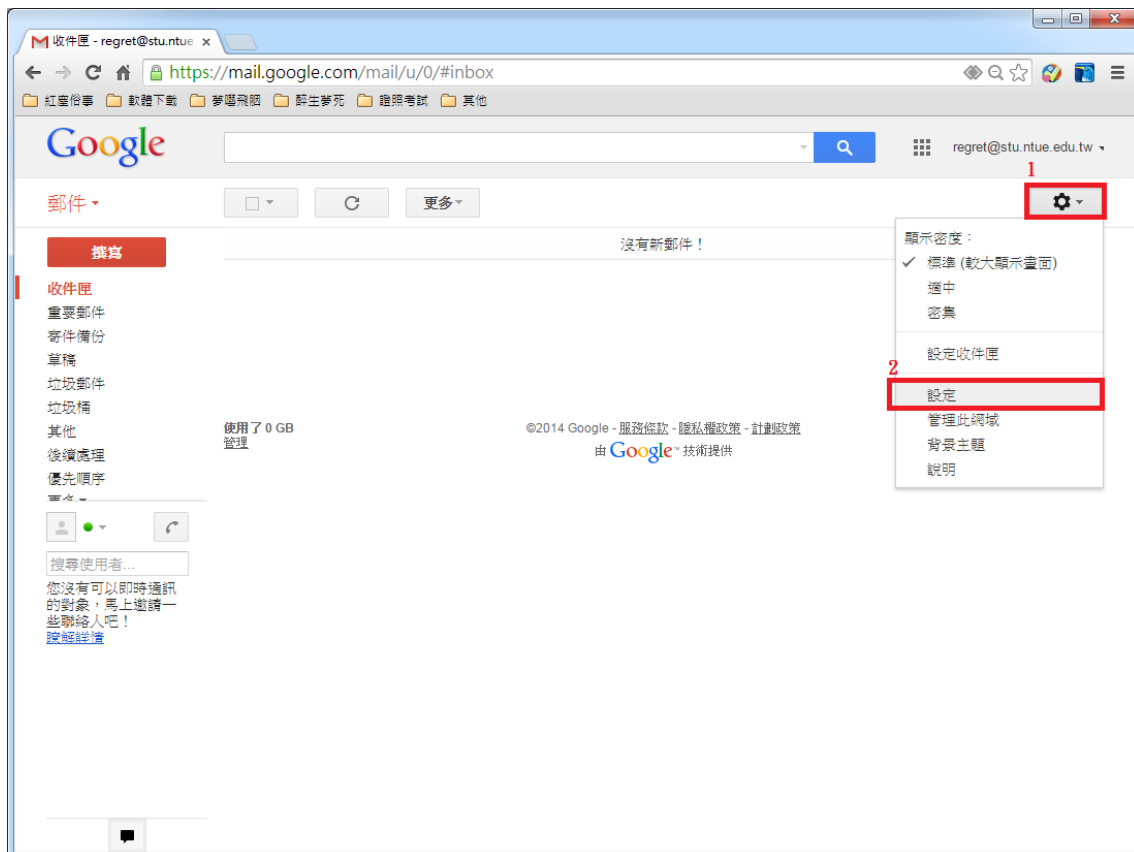 收件匣 - regret@stu.ntue
https://mail.google.com/mail/u/0/#inbox
紅塵俗事 軟體下載 夢囈飛翔 醉生夢死 證照考試 其他
Google
regret@stu.ntue.edu.tw
1
郵件
更多
撰寫
沒有新郵件！
顯示密度：
標準 (較大顯示畫面)
適中
密集
設定收件匣
2
設定
管理此網域
背景主題
說明
收件匣
重要郵件
寄件備份
草稿
垃圾郵件
垃圾桶
其他
後續處理
優先順序
更多
使用了 0 GB
管理
©2014 Google - 服務條款 - 隱私權政策 - 計劃政策
由 Google™ 技術提供
搜尋使用者...
您沒有可以即時通訊
的對象，馬上邀請一
些聯絡人吧！
瞭解詳情